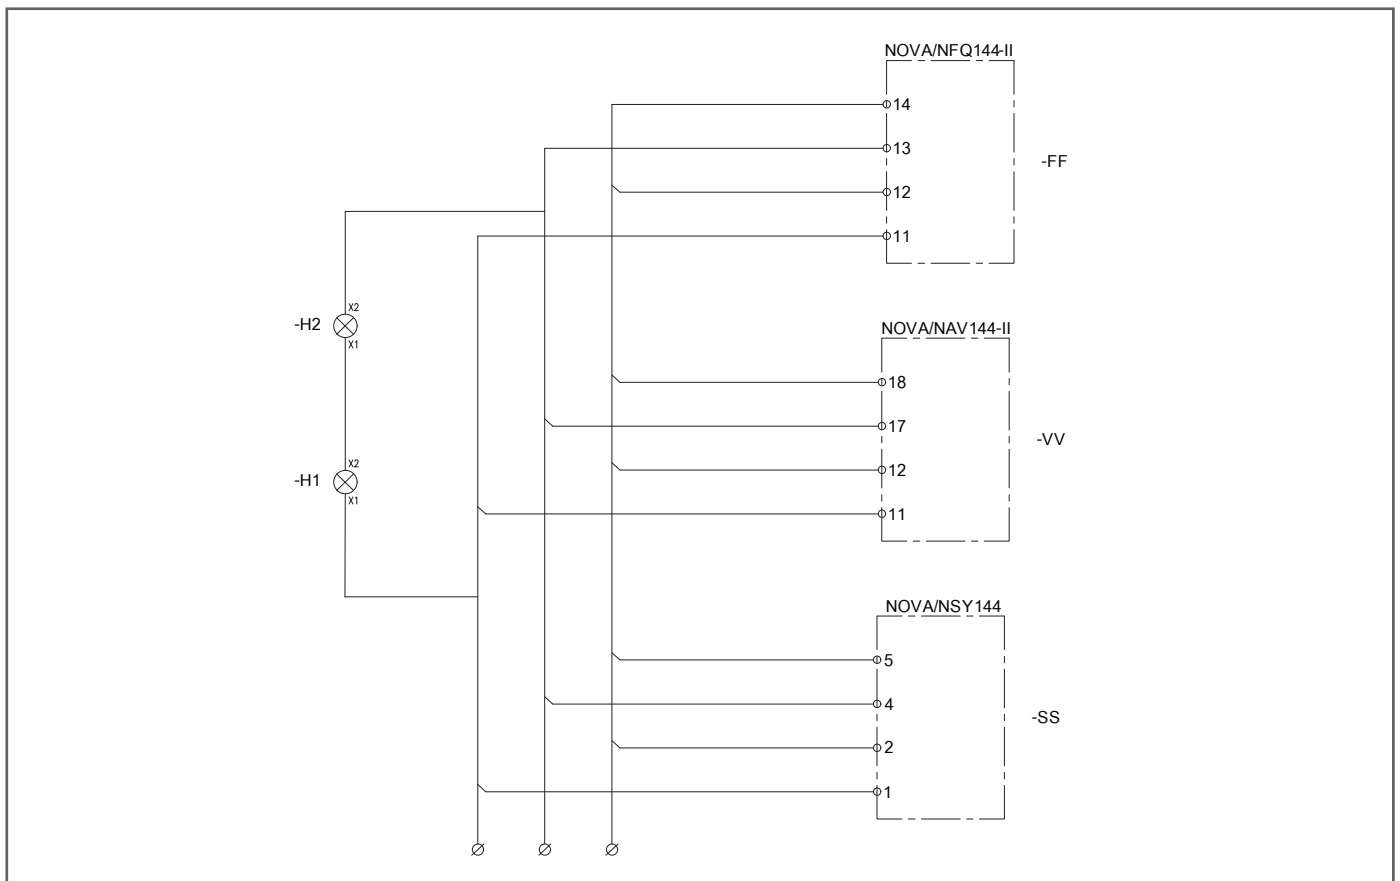 NOVA/NFQ144-II
14
13
-FF
12
11
X2
-H2
X1
NOVA/NAV144-II
18
17
-VV
12
11
X2
-H1
X1
NOVA/NSY144
5
4
-SS
2
1